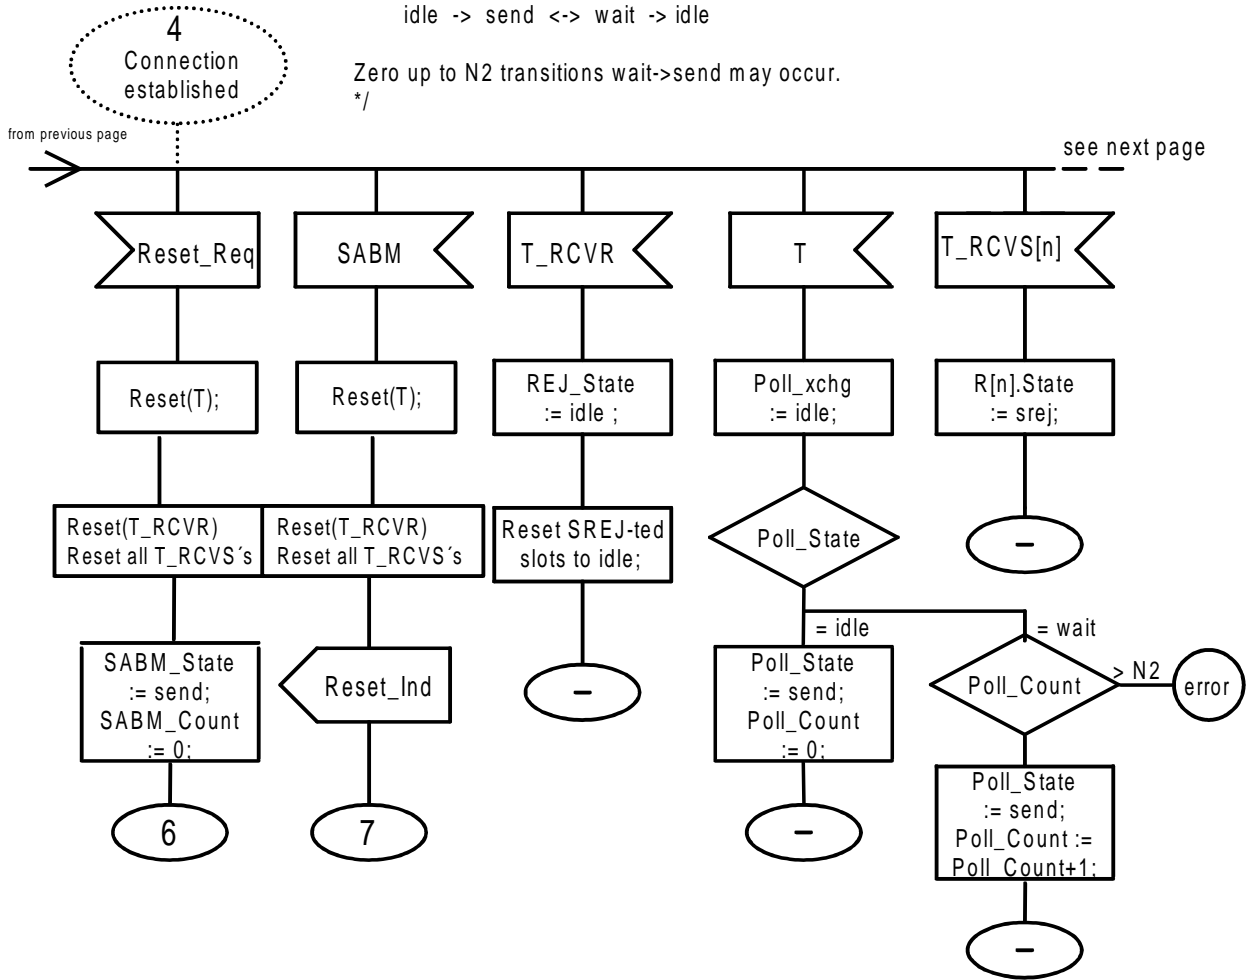 idle -> send <-> wait -> idle
Zero up to N2 transitions wait->send may occur.
*/
4
Connection
established
from previous page
see next page
Reset_Req
SABM
T_RCVR
T
T_RCVS[n]
Reset(T);
Reset(T);
REJ_State
:= idle ;
Poll_xchg
:= idle;
R[n].State
:= srej;
Reset(T_RCVR)
Reset all T_RCVS´s
Reset(T_RCVR)
Reset all T_RCVS´s
Reset SREJ-ted
slots to idle;
Poll_State
–
= idle
= wait
SABM_State
:= send;
SABM_Count
:= 0;
Reset_Ind
–
Poll_State
:= send;
Poll_Count
:= 0;
Poll_Count
> N2
error
6
7
–
Poll_State
:= send;
Poll_Count :=
Poll_Count+1;
–